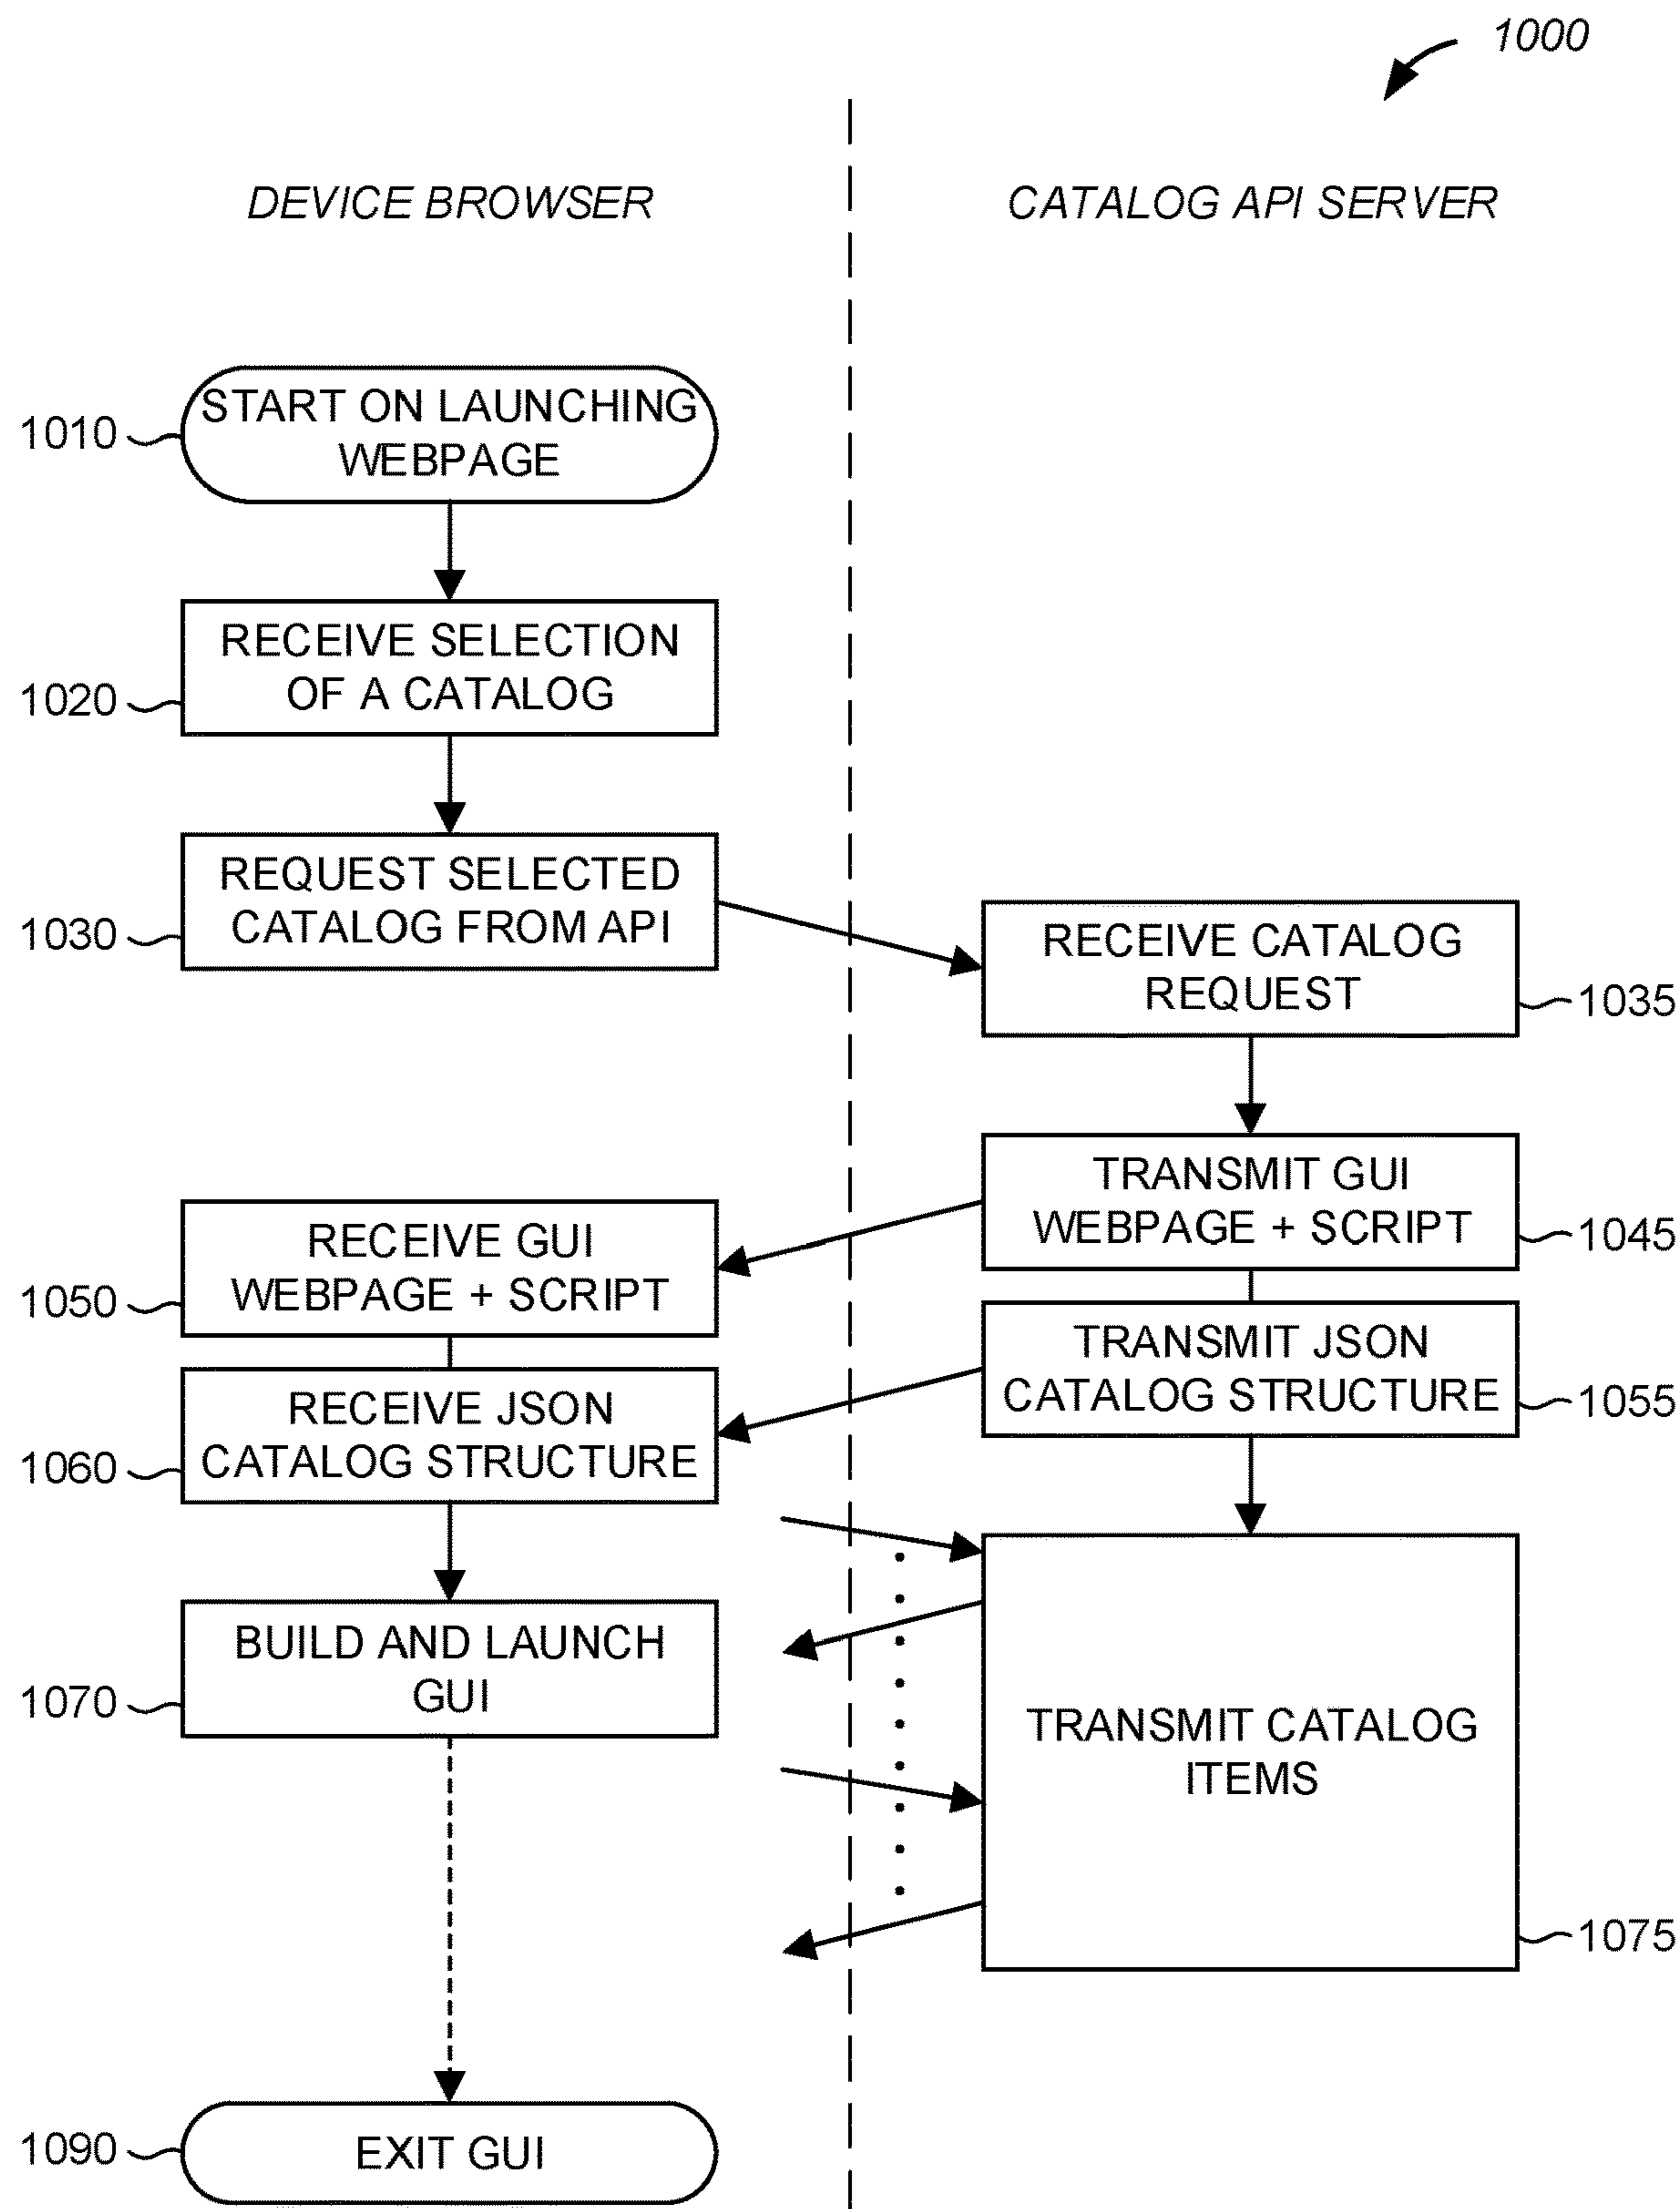 1000
DEVICE BROWSER
CATALOG API SERVER
START ON LAUNCHING
WEBPAGE
1010
RECEIVE SELECTION
OF A CATALOG
1020
REQUEST SELECTED
CATALOG FROM API
1030
RECEIVE CATALOG
REQUEST
1035
TRANSMIT GUI
WEBPAGE + SCRIPT
1045
RECEIVE GUI
WEBPAGE + SCRIPT
1050
TRANSMIT JSON
CATALOG STRUCTURE
1055
RECEIVE JSON
CATALOG STRUCTURE
1060
BUILD AND LAUNCH
GUI
1070
TRANSMIT CATALOG
ITEMS
1075
EXIT GUI
1090